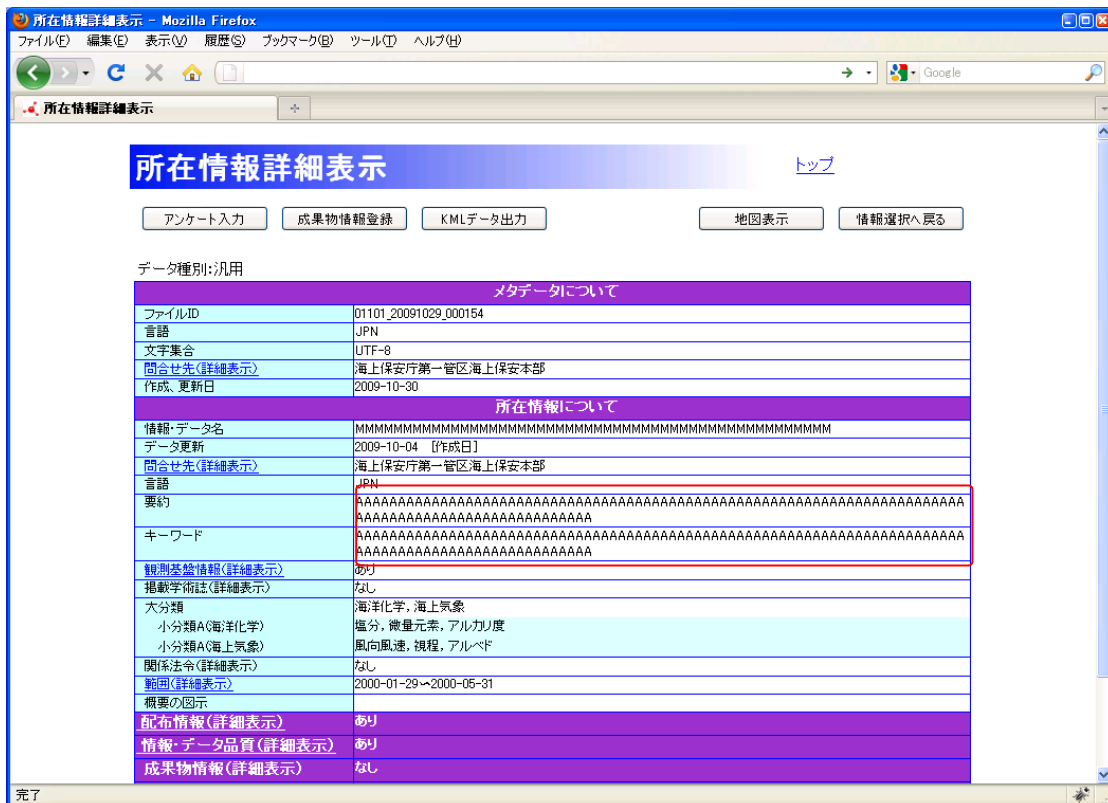 所在情報詳細表示 - Mozilla Firefox
ファイル(F) 編集(E) 表示(V) 履歴(S) ブックマーク(B) ツール(T) ヘルプ(H)
Google
所在情報詳細表示
所在情報詳細表示 トップ
アンケート入力 成果物情報登録 KMLデータ出力 地図表示 情報選択へ戻る
データ種別:汎用
メタデータについて
ファイルID 01101_20091029_000154
言語 JPN
文字集合 UTF-8
問合せ先(詳細表示) 海上保安庁第一管区海上保安本部
作成、更新日 2009-10-30
所在情報について
情報・データ名 MMMMMMMMMMMMMMMMMMMMMMMMMMMMMMMMMMMMMMMMMMMMMMMMMM
データ更新 2009-10-04 [作成日]
問合せ先(詳細表示) 海上保安庁第一管区海上保安本部
言語 JPN
要約 AAAAAAAAAAAAAAAAAAAAAAAAAAAAAAAAAAAAAAAAAAAAAAAAAAAAAAAAAAAAAAAAAAAAAAAA
AAAAAAAAAAAAAAAAAAAAAAAAAAAA
キーワード AAAAAAAAAAAAAAAAAAAAAAAAAAAAAAAAAAAAAAAAAAAAAAAAAAAAAAAAAAAAAAAAAAAAAAAA
AAAAAAAAAAAAAAAAAAAAAAAAAAAA
観測基盤情報(詳細表示) あり
掲載学術誌(詳細表示) なし
大分類 海洋化学, 海上気象
小分類A(海洋化学) 塩分, 微量元素, アルカリ度
小分類A(海上気象) 風向風速, 視程, アルベド
関係法令(詳細表示) なし
範囲(詳細表示) 2000-01-29～2000-05-31
概要の図示
配布情報(詳細表示) あり
情報・データ品質(詳細表示) あり
成果物情報(詳細表示) なし
完了